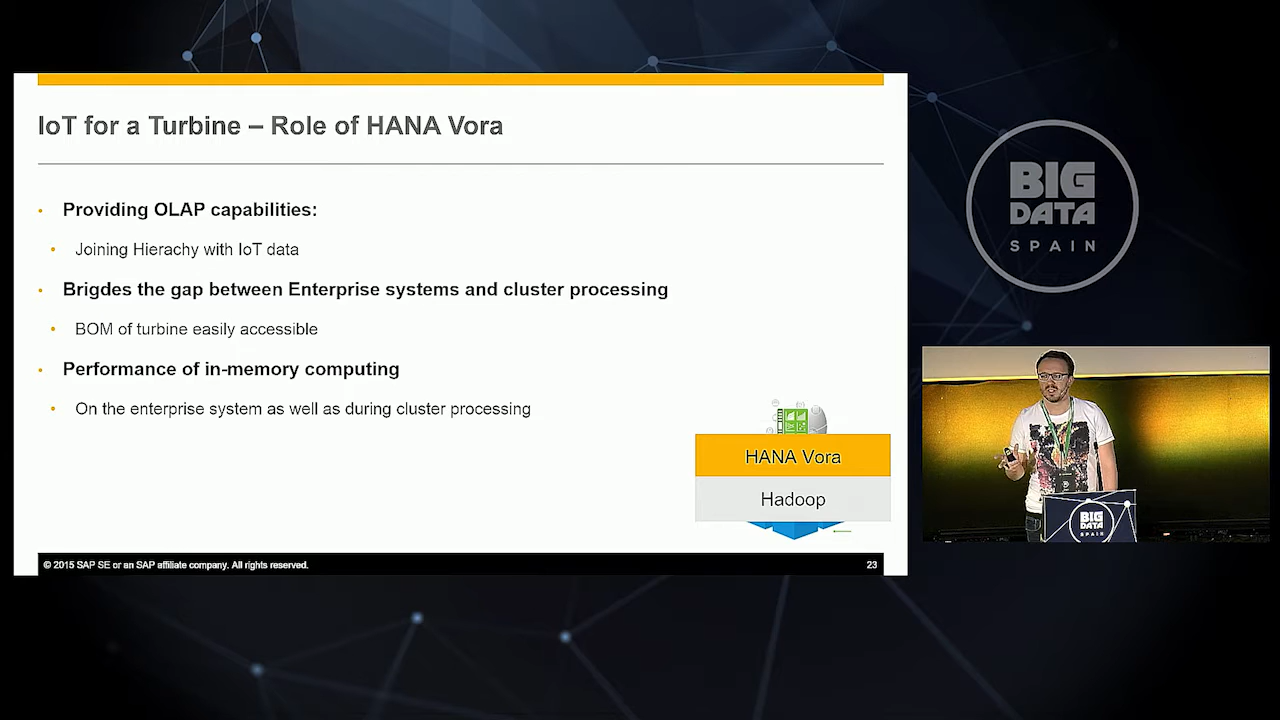 IoT for a Turbine – Role of HANA Vora
• Providing OLAP capabilities:
• Joining Hierachy with IoT data
• Brigdes the gap between Enterprise systems and cluster processing
• BOM of turbine easily accessible
• Performance of in-memory computing
• On the enterprise system as well as during cluster processing
HANA Vora
Hadoop
© 2015 SAP SE or an SAP affiliate company. All rights reserved.
23
BIG
DATA
SPAIN
BIG
DATA
SPAIN